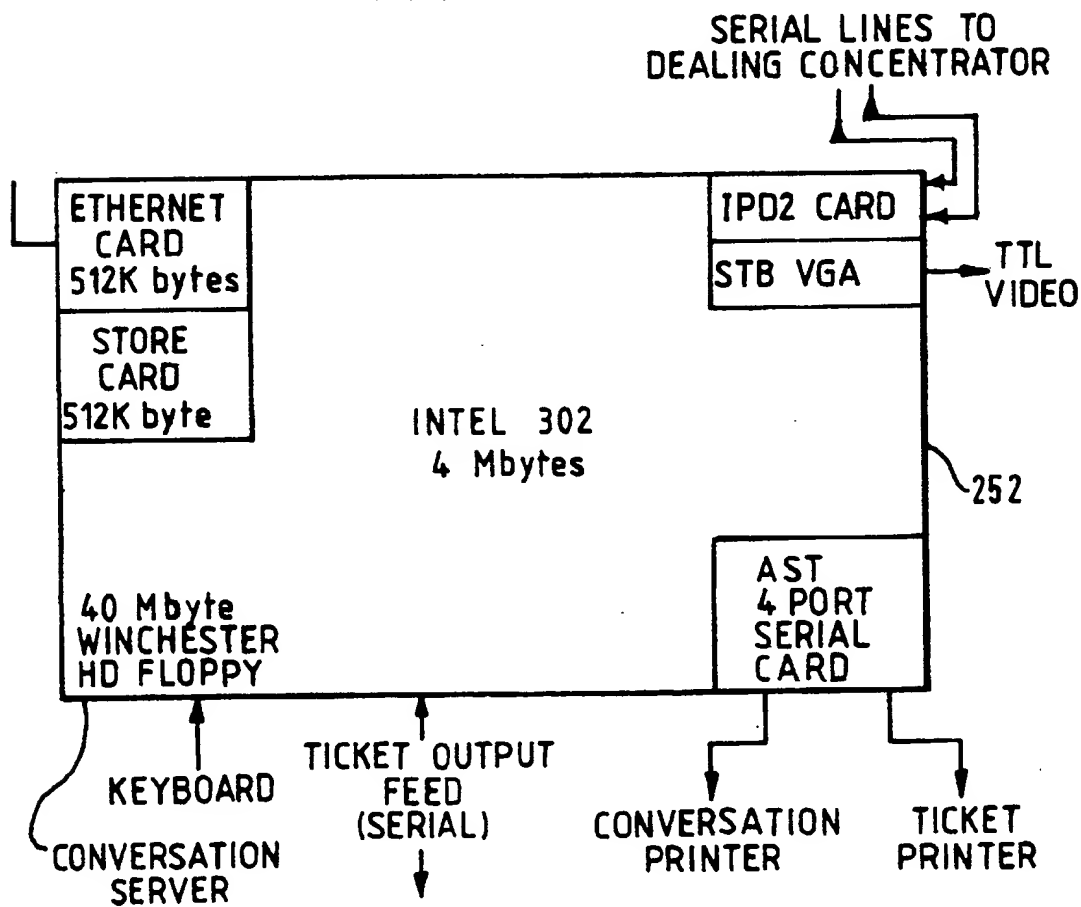 SERIAL LINES TO
DEALING CONCENTRATOR
ETHERNET
CARD
512K bytes
IPD2 CARD
STB VGA
TTL
VIDEO
STORE
CARD
512K byte
INTEL 302
4 Mbytes
252
AST
4 PORT
SERIAL
CARD
40 Mbyte
WINCHESTER
HD FLOPPY
KEYBOARD
TICKET OUTPUT
FEED
(SERIAL)
CONVERSATION
PRINTER
TICKET
PRINTER
CONVERSATION
SERVER